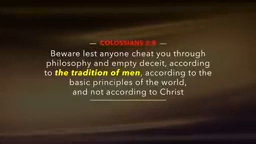 COLOSSIANS 2:8
Beware lest anyone cheat you through
philosophy and empty deceit, according
to the tradition of men, according to the
basic principles of the world,
and not according to Christ